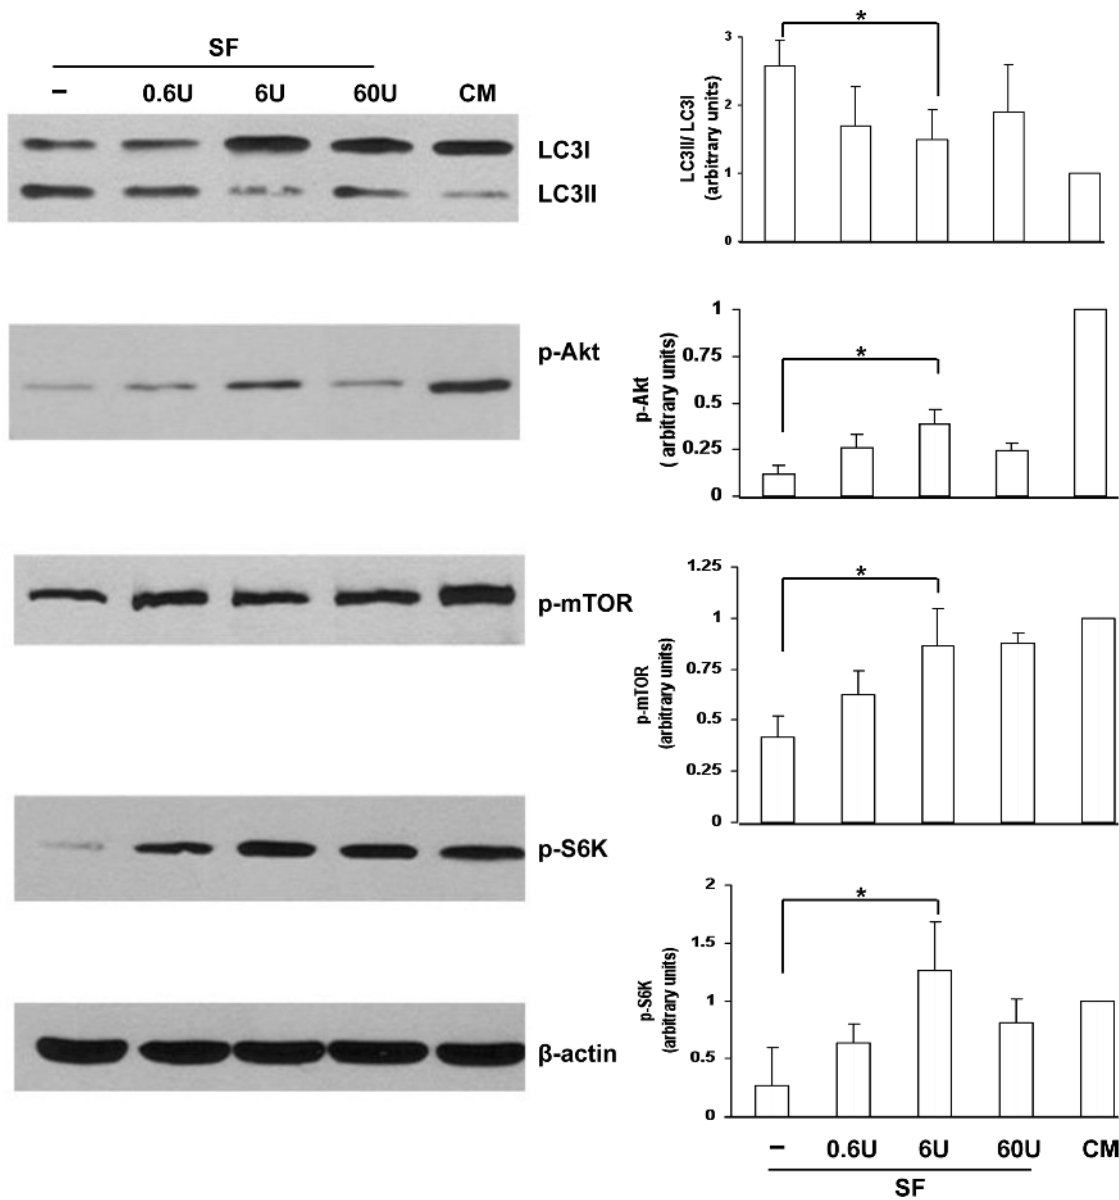 SF
– 0.6U 6U 60U CM
LC3I
LC3II
p-Akt
p-mTOR
p-S6K
β-actin
LC3II/ LC3I
(arbitrary units)
3
2
1
0
*
p-Akt
( arbitrary units)
1
0.75
0.5
0.25
0
*
p-mTOR
(arbitrary units)
1.25
1
0.75
0.5
0.25
0
*
p-S6K
(arbitrary units)
2
1.5
1
0.5
0
*
– 0.6U 6U 60U CM
SF